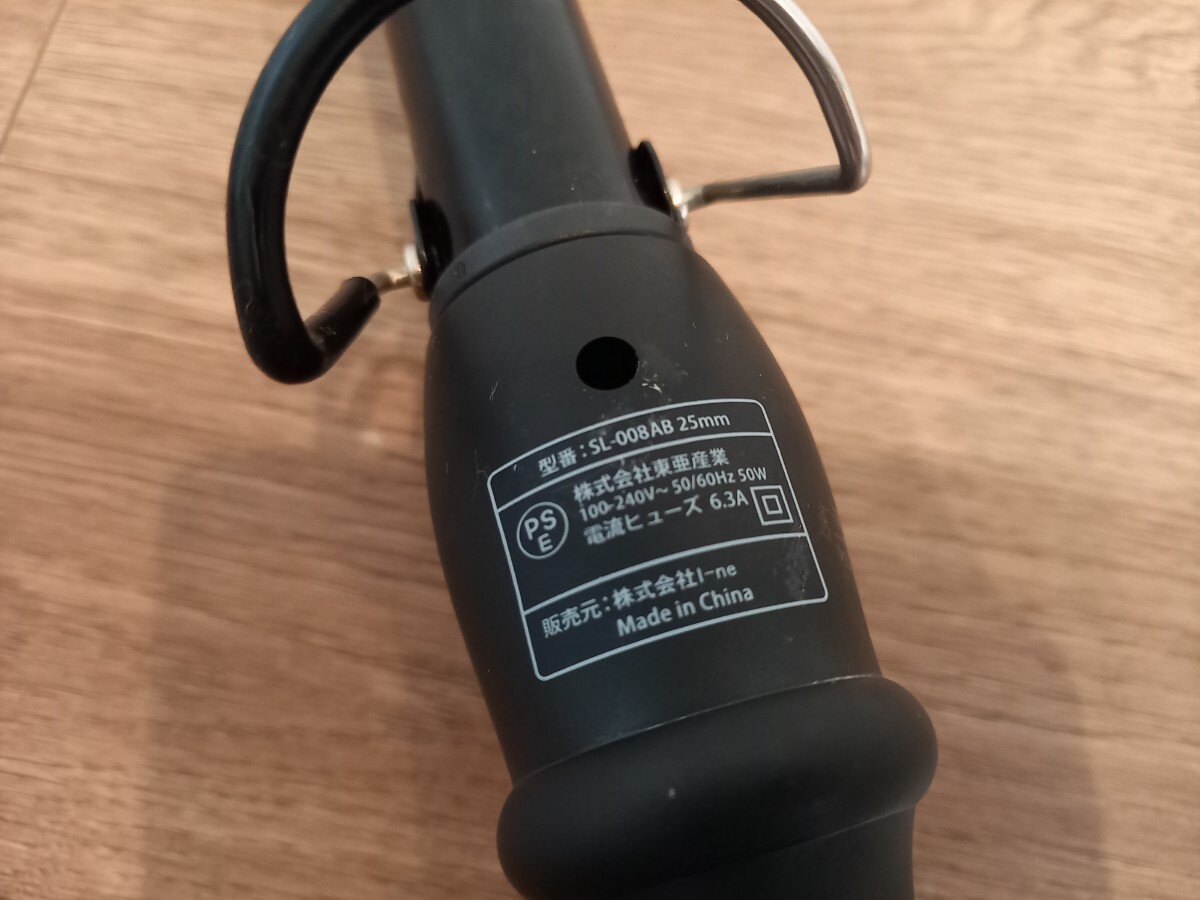 型番：SL-008AB 25mm
株式会社東亜産業
PS
E
100-240V～ 50/60Hz 50W
電流ヒューズ 6.3A
販売元：株式会社I-ne
Made in China